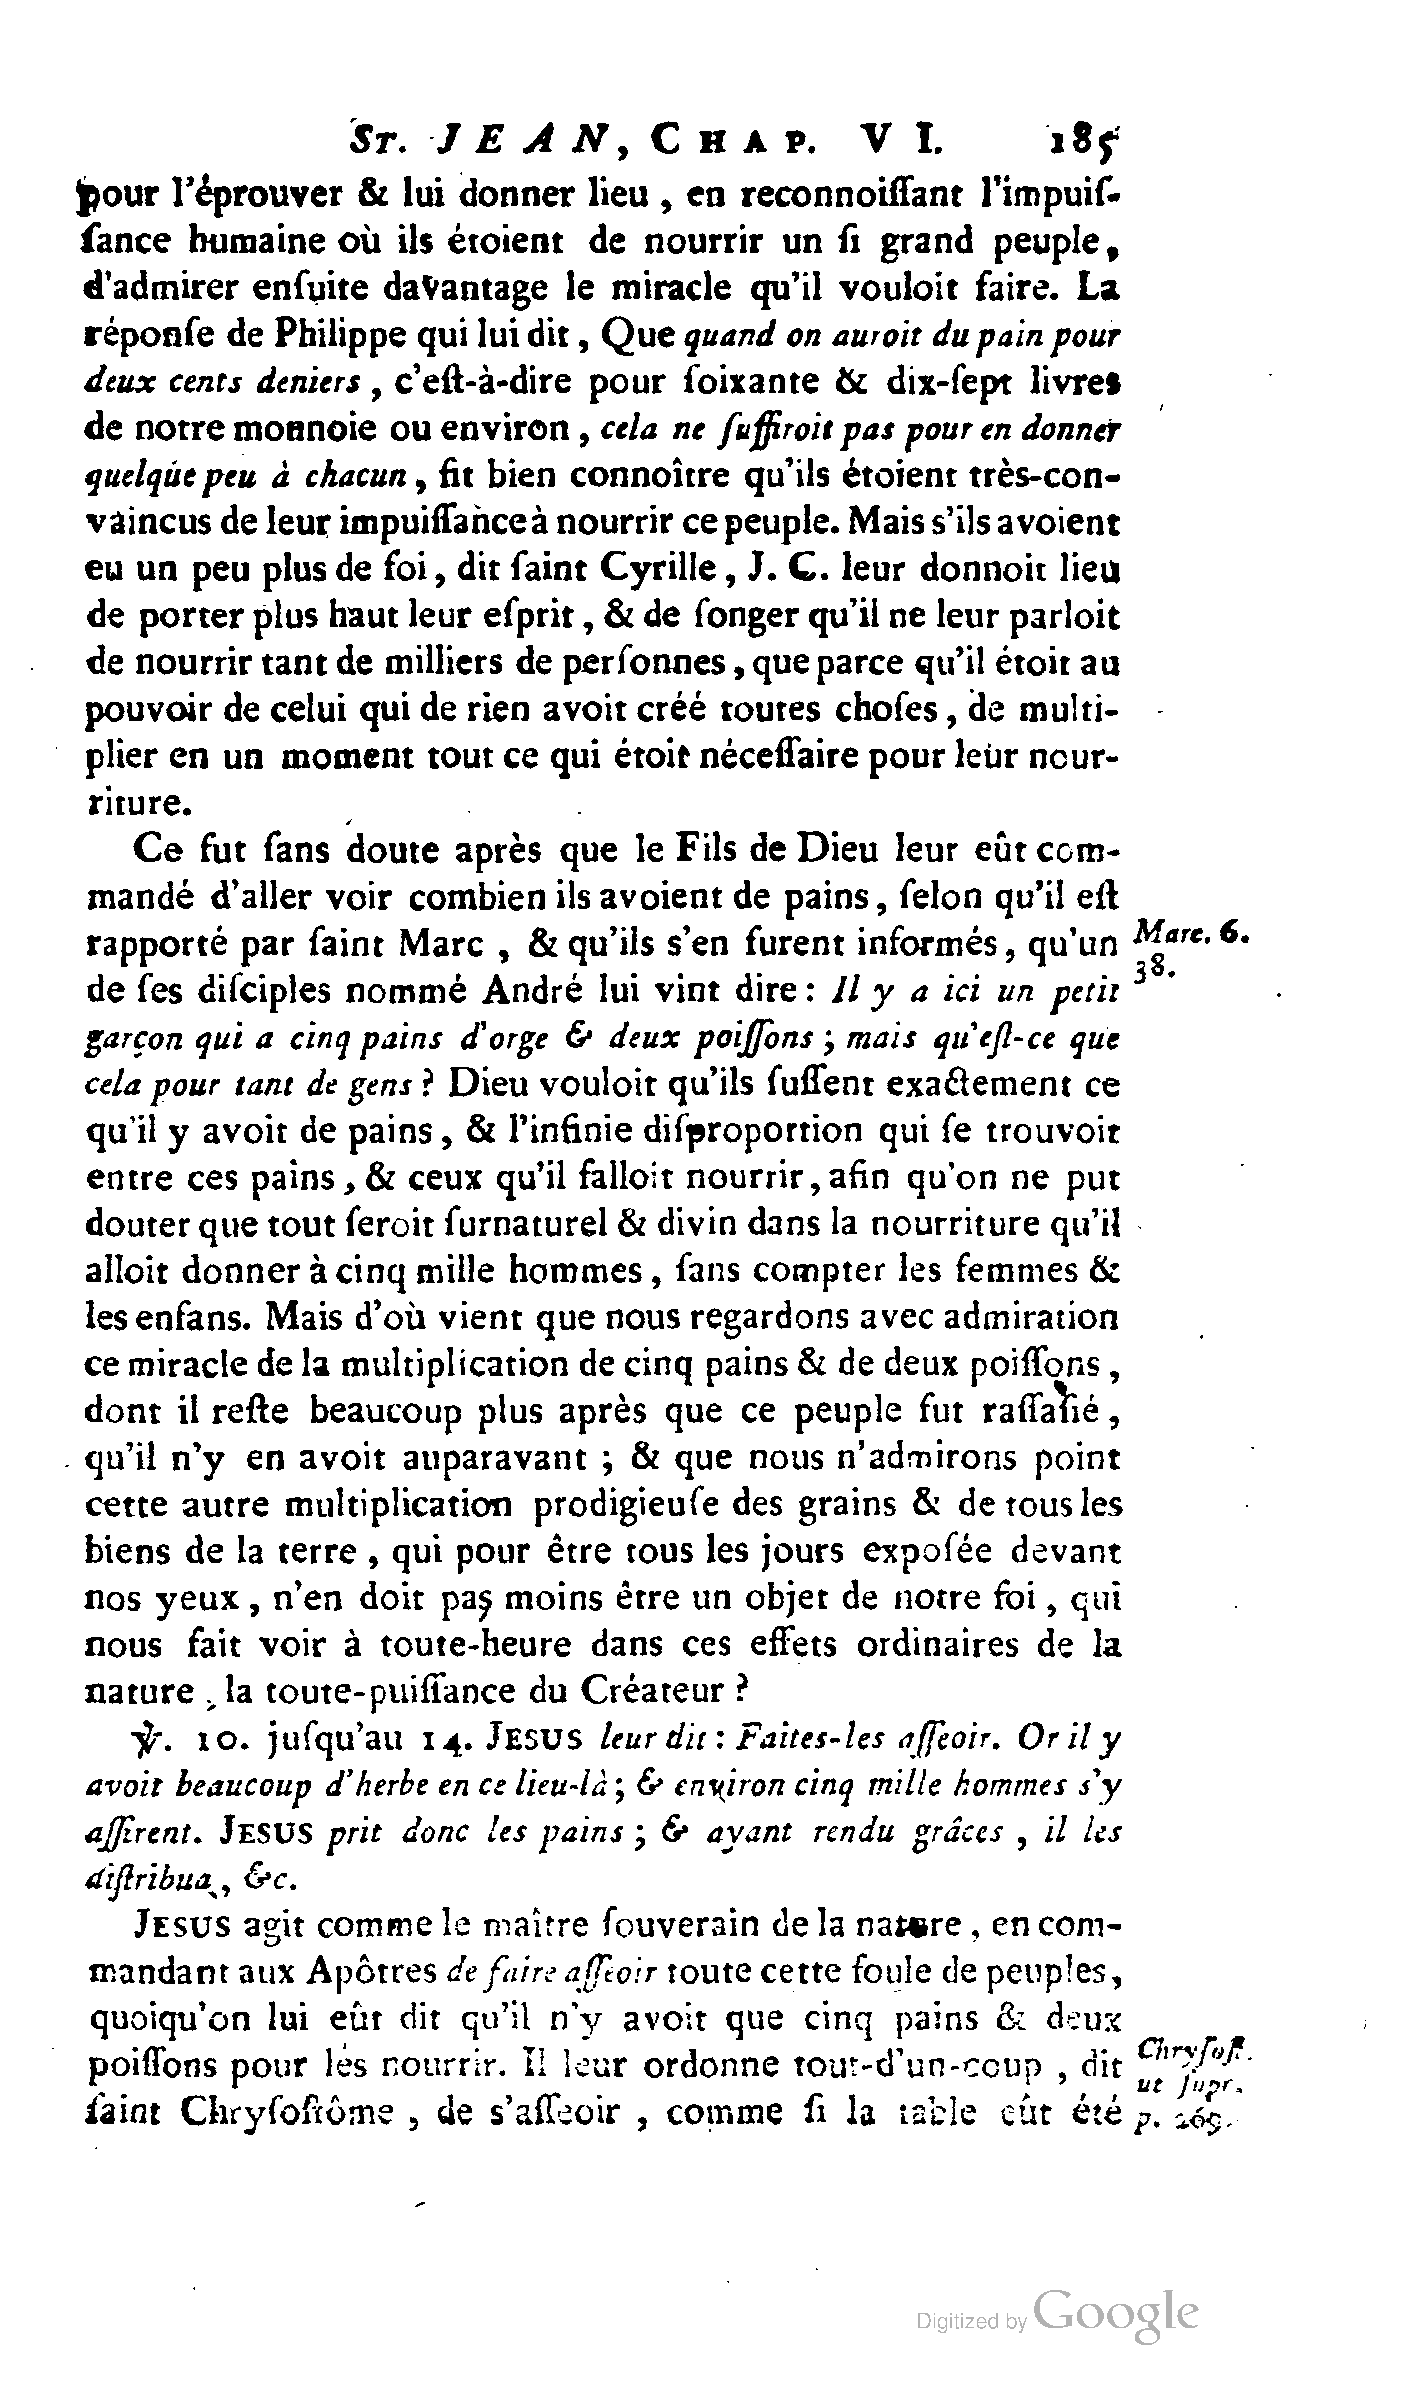 St. JEAN, CHAP. VI. 185
pour l'éprouver & lui donner lieu, en reconnoiſſant l'impuiſ-
ſance humaine où ils étoient de nourrir un ſi grand peuple,
d'admirer enſuite davantage le miracle qu'il vouloit faire. La
réponſe de Philippe qui lui dit, Que quand on auroit du pain pour
deux cents deniers, c'eſt-à-dire pour ſoixante & dix-ſept livres
de notre monnoie ou environ, cela ne ſuffiroit pas pour en donner
quelque peu à chacun, fit bien connoître qu'ils étoient très-con-
vaincus de leur impuiſſance à nourrir ce peuple. Mais s'ils avoient
eu un peu plus de foi, dit ſaint Cyrille, J. C. leur donnoit lieu
de porter plus haut leur eſprit, & de ſonger qu'il ne leur parloit
de nourrir tant de milliers de perſonnes, que parce qu'il étoit au
pouvoir de celui qui de rien avoit créé toutes choſes, de multi-
plier en un moment tout ce qui étoit néceſſaire pour leur nour-
riture.
Ce fut ſans doute après que le Fils de Dieu leur eût com-
mandé d'aller voir combien ils avoient de pains, ſelon qu'il eſt
rapporté par ſaint Marc, & qu'ils s'en furent informés, qu'un
Marc. 6.
38.
de ſes diſciples nommé André lui vint dire : Il y a ici un petit
garçon qui a cinq pains d'orge & deux poiſſons ; mais qu'eſt-ce que
cela pour tant de gens ? Dieu vouloit qu'ils ſuſſent exactement ce
qu'il y avoit de pains, & l'infinie diſproportion qui ſe trouvoit
entre ces pains, & ceux qu'il falloit nourrir, afin qu'on ne put
douter que tout ſeroit ſurnaturel & divin dans la nourriture qu'il
alloit donner à cinq mille hommes, ſans compter les femmes &
les enfans. Mais d'où vient que nous regardons avec admiration
ce miracle de la multiplication de cinq pains & de deux poiſſons,
dont il reſte beaucoup plus après que ce peuple fut raſſaſié,
qu'il n'y en avoit auparavant ; & que nous n'admirons point
cette autre multiplication prodigieuſe des grains & de tous les
biens de la terre, qui pour être tous les jours expoſée devant
nos yeux, n'en doit pas moins être un objet de notre foi, qui
nous fait voir à toute-heure dans ces effets ordinaires de la
nature, la toute-puiſſance du Créateur ?
℣. 10. juſqu'au 14. JESUS leur dit : Faites-les aſſeoir. Or il y
avoit beaucoup d'herbe en ce lieu-là ; & environ cinq mille hommes s'y
aſſirent. JESUS prit donc les pains ; & ayant rendu grâces, il les
diſtribua, &c.
JESUS agit comme le maître ſouverain de la nature, en com-
mandant aux Apôtres de faire aſſeoir toute cette foule de peuples,
quoiqu'on lui eût dit qu'il n'y avoit que cinq pains & deux
poiſſons pour les nourrir. Il leur ordonne tout-d'un-coup, dit
ſaint Chryſoſtôme, de s'aſſeoir, comme ſi la table eût été
Chryſoſt.
ut ſupr.
p. 269.
Digitized by Google